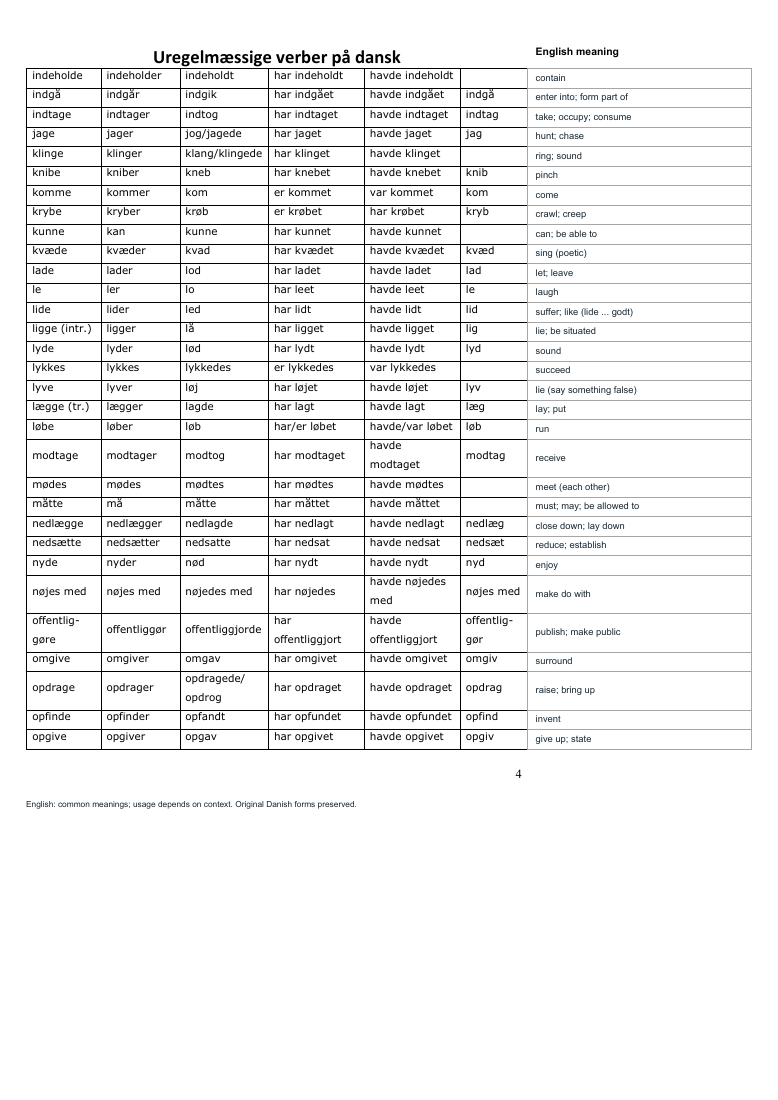 Uregelmæssige verber på dansk English meaning
indeholde indeholder indeholdt har indeholdt havde indeholdt contain
indgå indgår indgik har indgået havde indgået indgå enter into; form part of
indtage indtager indtog har indtaget havde indtaget indtag take; occupy; consume
jage jager jog/jagede har jaget havde jaget jag hunt; chase
klinge klinger klang/klingede har klinget havde klinget ring; sound
knibe kniber kneb har knebet havde knebet knib pinch
komme kommer kom er kommet var kommet kom come
krybe kryber krøb er krøbet har krøbet kryb crawl; creep
kunne kan kunne har kunnet havde kunnet can; be able to
kvæde kvæder kvad har kvædet havde kvædet kvæd sing (poetic)
lade lader lod har ladet havde ladet lad let; leave
le ler lo har leet havde leet le laugh
lide lider led har lidt havde lidt lid suffer; like (lide ... godt)
ligge (intr.) ligger lå har ligget havde ligget lig lie; be situated
lyde lyder lød har lydt havde lydt lyd sound
lykkes lykkes lykkedes er lykkedes var lykkedes succeed
lyve lyver løj har løjet havde løjet lyv lie (say something false)
lægge (tr.) lægger lagde har lagt havde lagt læg lay; put
løbe løber løb har/er løbet havde/var løbet løb run
modtage modtager modtog har modtaget havde
modtaget modtag receive
mødes mødes mødtes har mødtes havde mødtes meet (each other)
måtte må måtte har måttet havde måttet must; may; be allowed to
nedlægge nedlægger nedlagde har nedlagt havde nedlagt nedlæg close down; lay down
nedsætte nedsætter nedsatte har nedsat havde nedsat nedsæt reduce; establish
nyde nyder nød har nydt havde nydt nyd enjoy
nøjes med nøjes med nøjedes med har nøjedes havde nøjedes
med nøjes med make do with
offentlig-
gøre offentliggør offentliggjorde har
offentliggjort havde
offentliggjort offentlig-
gør publish; make public
omgive omgiver omgav har omgivet havde omgivet omgiv surround
opdrage opdrager opdragede/
opdrog har opdraget havde opdraget opdrag raise; bring up
opfinde opfinder opfandt har opfundet havde opfundet opfind invent
opgive opgiver opgav har opgivet havde opgivet opgiv give up; state
4
English: common meanings; usage depends on context. Original Danish forms preserved.